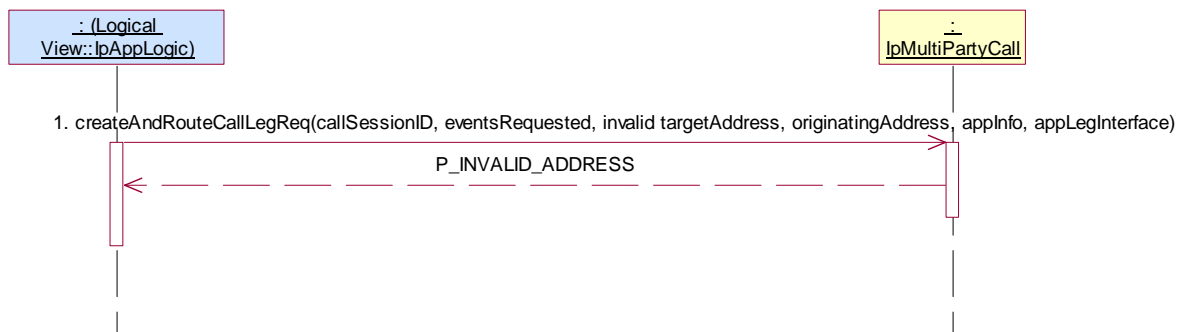 : (Logical
View::IpAppLogic)
:
IpMultiPartyCall
1. createAndRouteCallLegReq(callSessionID, eventsRequested, invalid targetAddress, originatingAddress, appInfo, appLegInterface)
P_INVALID_ADDRESS